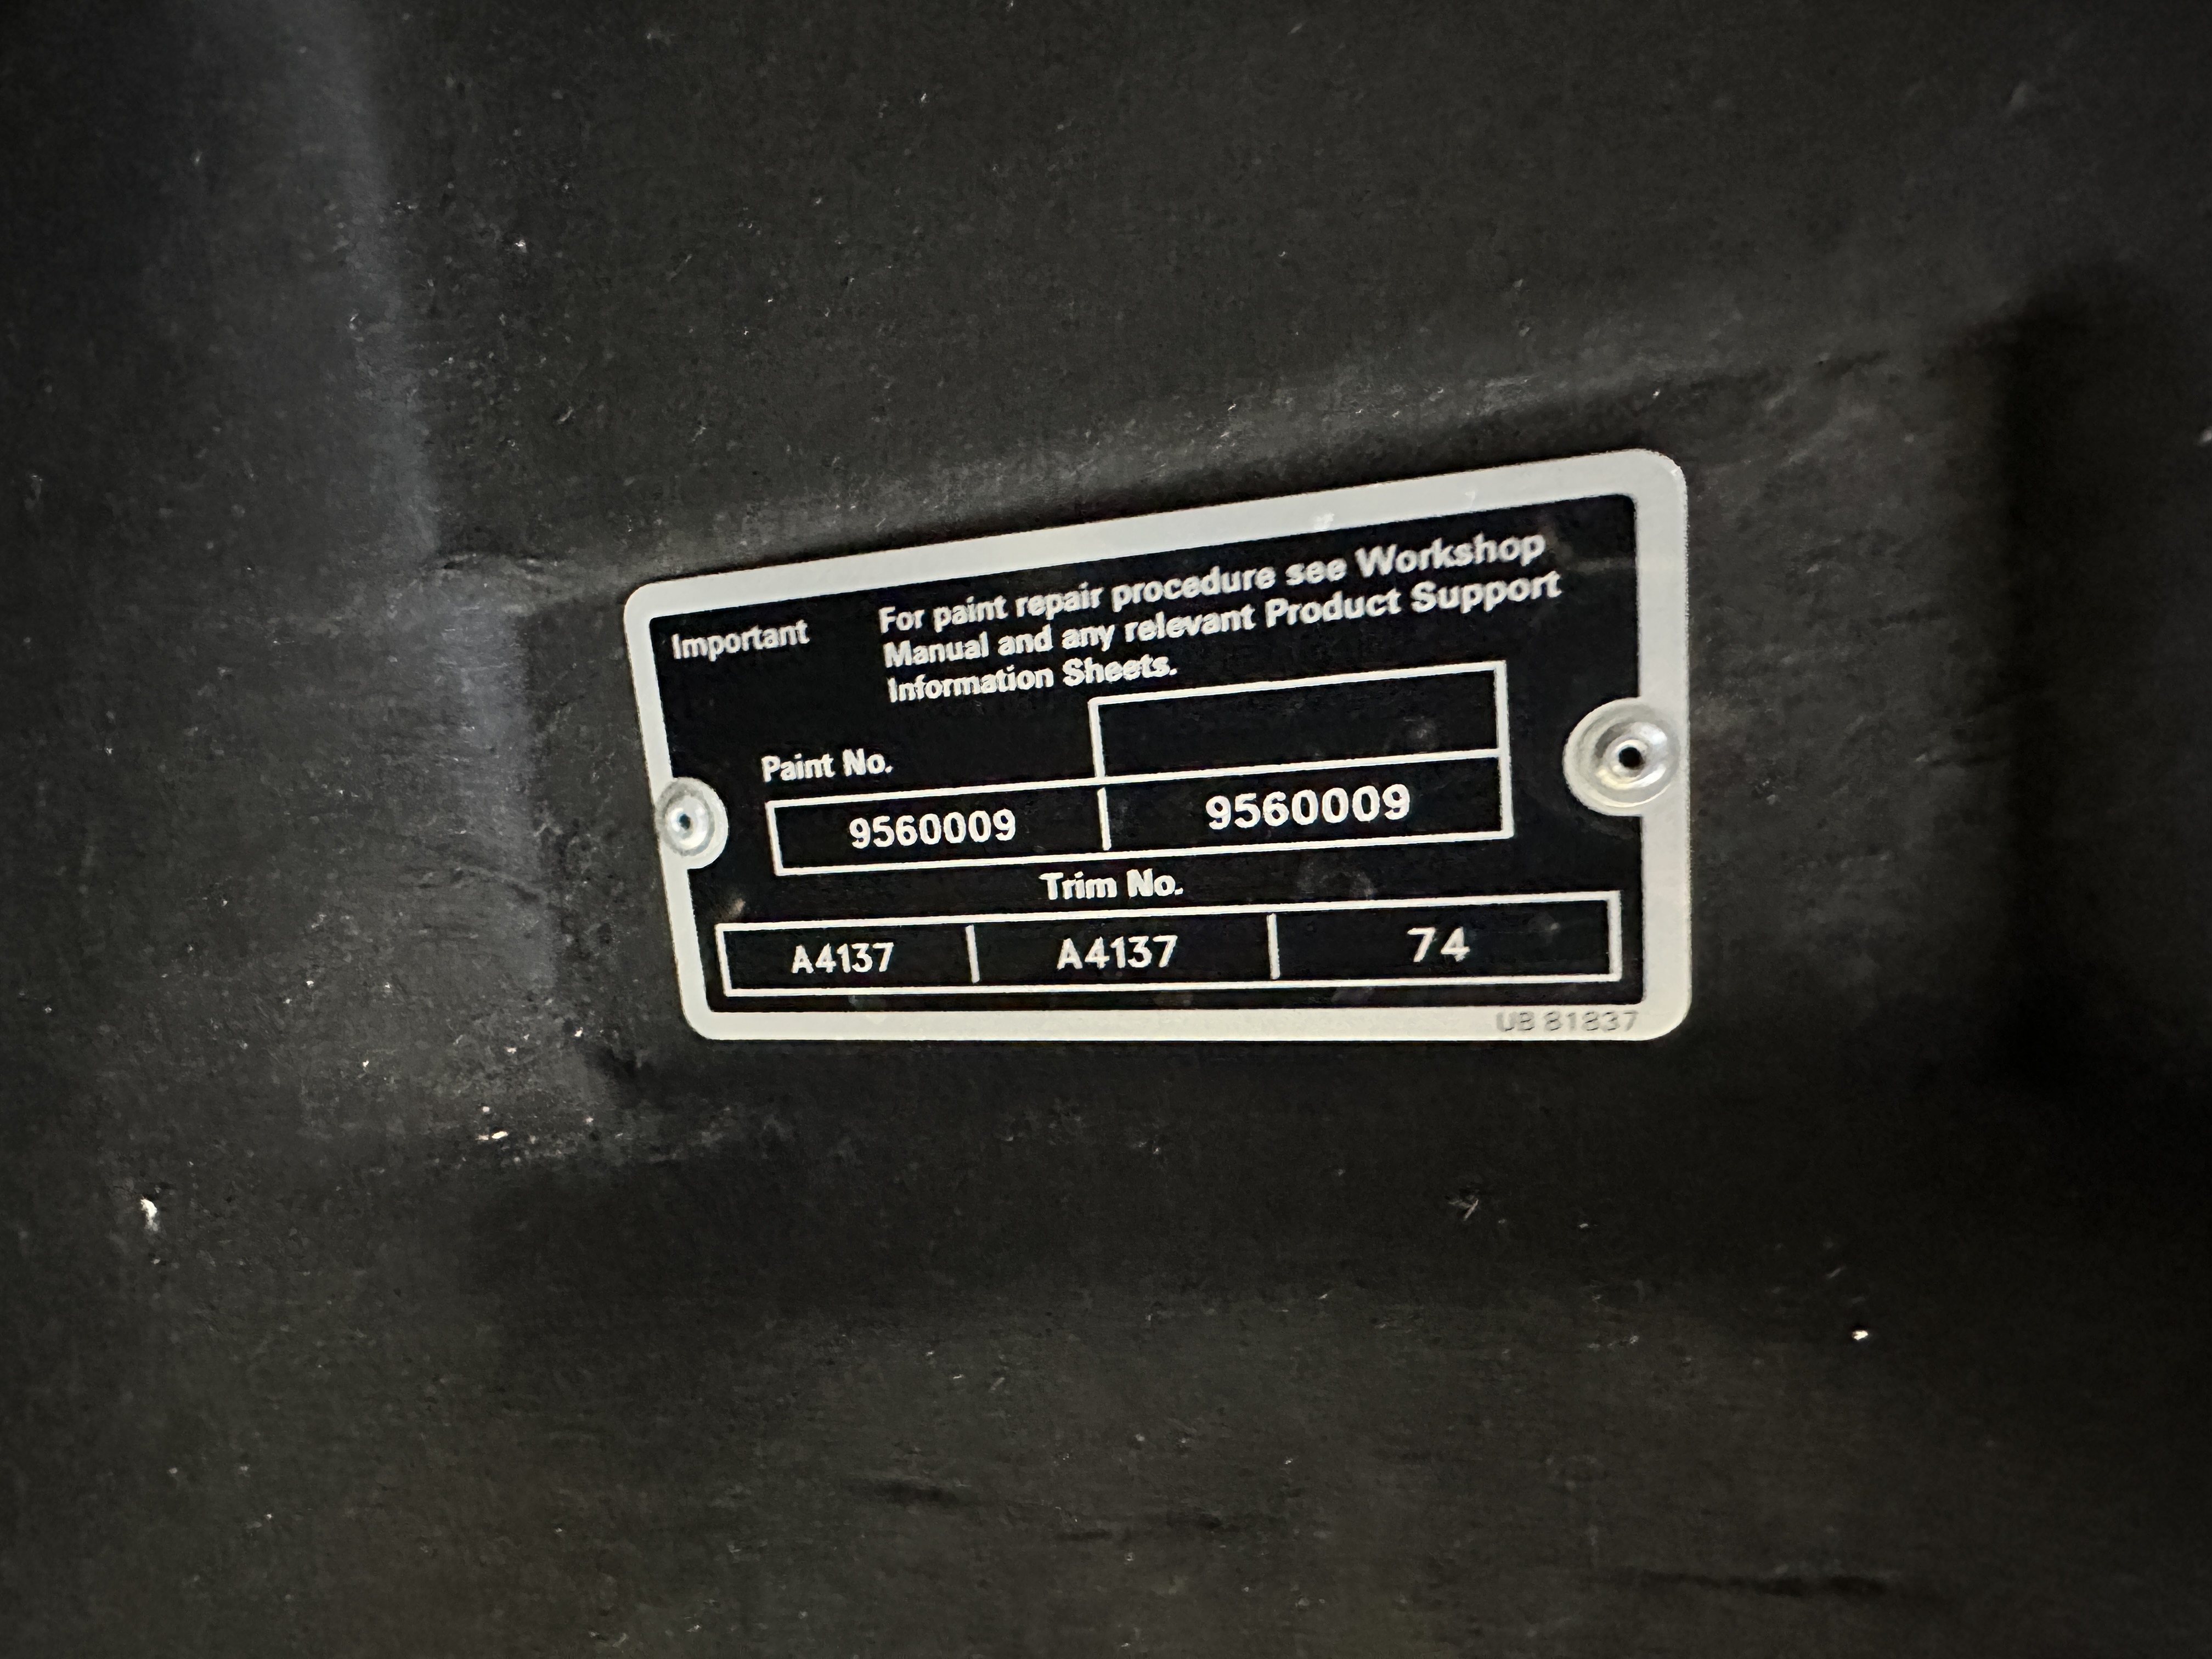 Important
For paint repair procedure see Workshop
Manual and any relevant Product Support
Information Sheets.
Paint No.
9560009 9560009
Trim No.
A4137 A4137 74
UB 81837